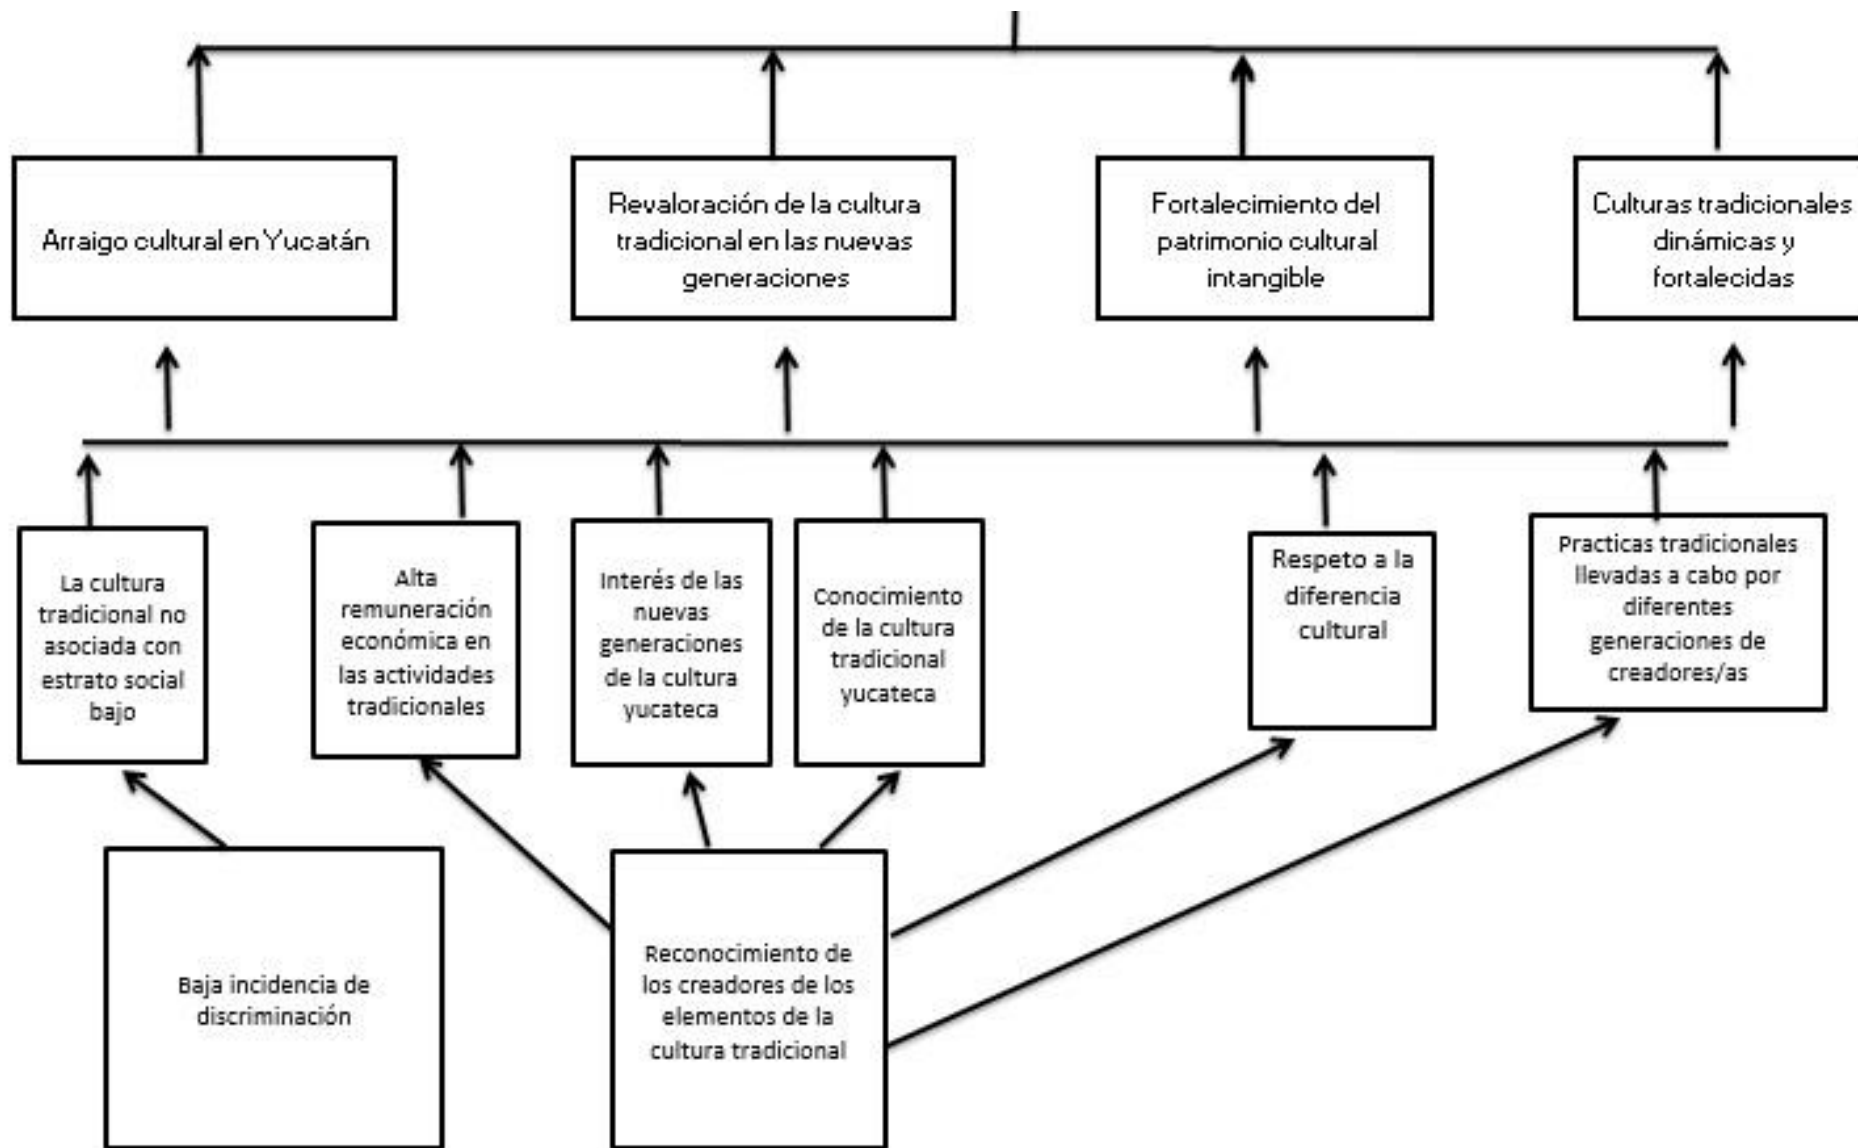 Arraigo cultural en Yucatán
Revaloración de la cultura
tradicional en las nuevas
generaciones
Fortalecimiento del
patrimonio cultural
intangible
Culturas tradicionales
dinámicas y
fortalecidas
La cultura
tradicional no
asociada con
estrato social
bajo
Alta
remuneración
económica en
las actividades
tradicionales
Interés de las
nuevas
generaciones
de la cultura
yucateca
Conocimiento
de la cultura
tradicional
yucateca
Respeto a la
diferencia
cultural
Practicas tradicionales
llevadas a cabo por
diferentes
generaciones de
creadores/as
Baja incidencia de
discriminación
Reconocimiento de
los creadores de los
elementos de la
cultura tradicional